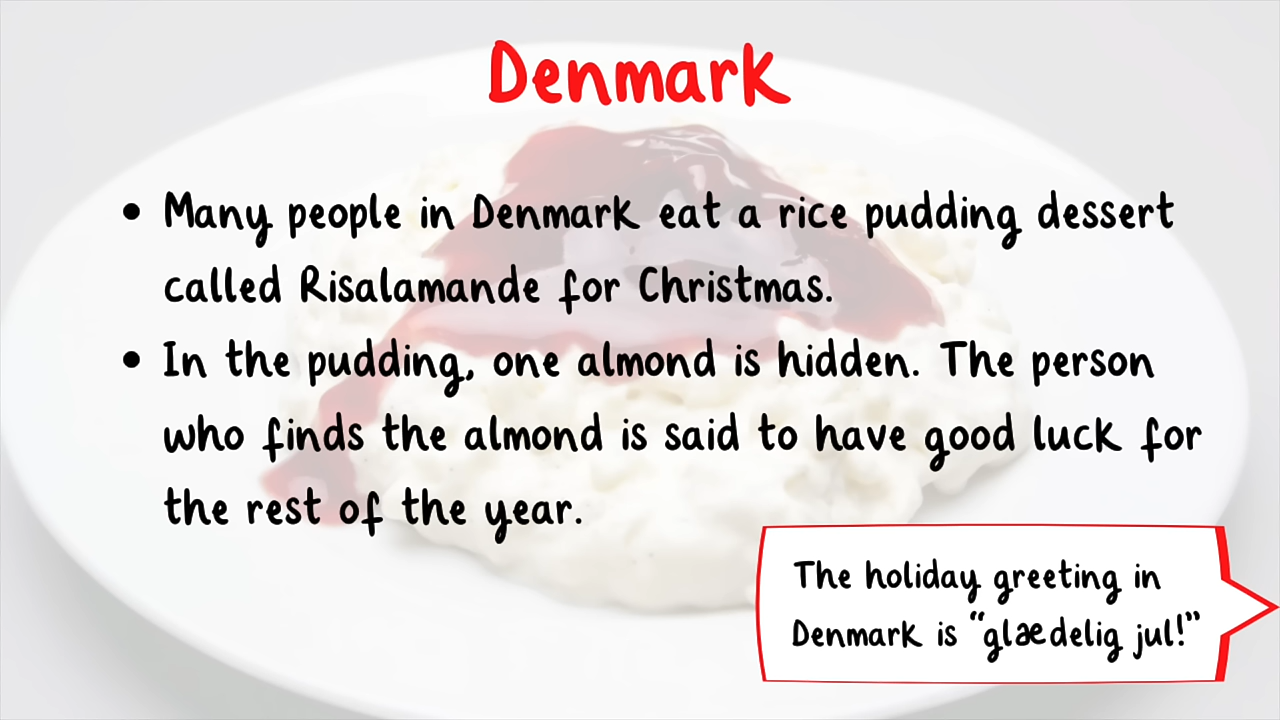 Denmark
• Many people in Denmark eat a rice pudding dessert
called Risalamande for Christmas.
• In the pudding, one almond is hidden. The person
who finds the almond is said to have good luck for
the rest of the year.
The holiday greeting in
Denmark is “glædelig jul!”